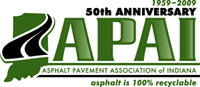 1959–2009
50th ANNIVERSARY
APAI
ASPHALT PAVEMENT ASSOCIATION of INDIANA
asphalt is 100% recyclable